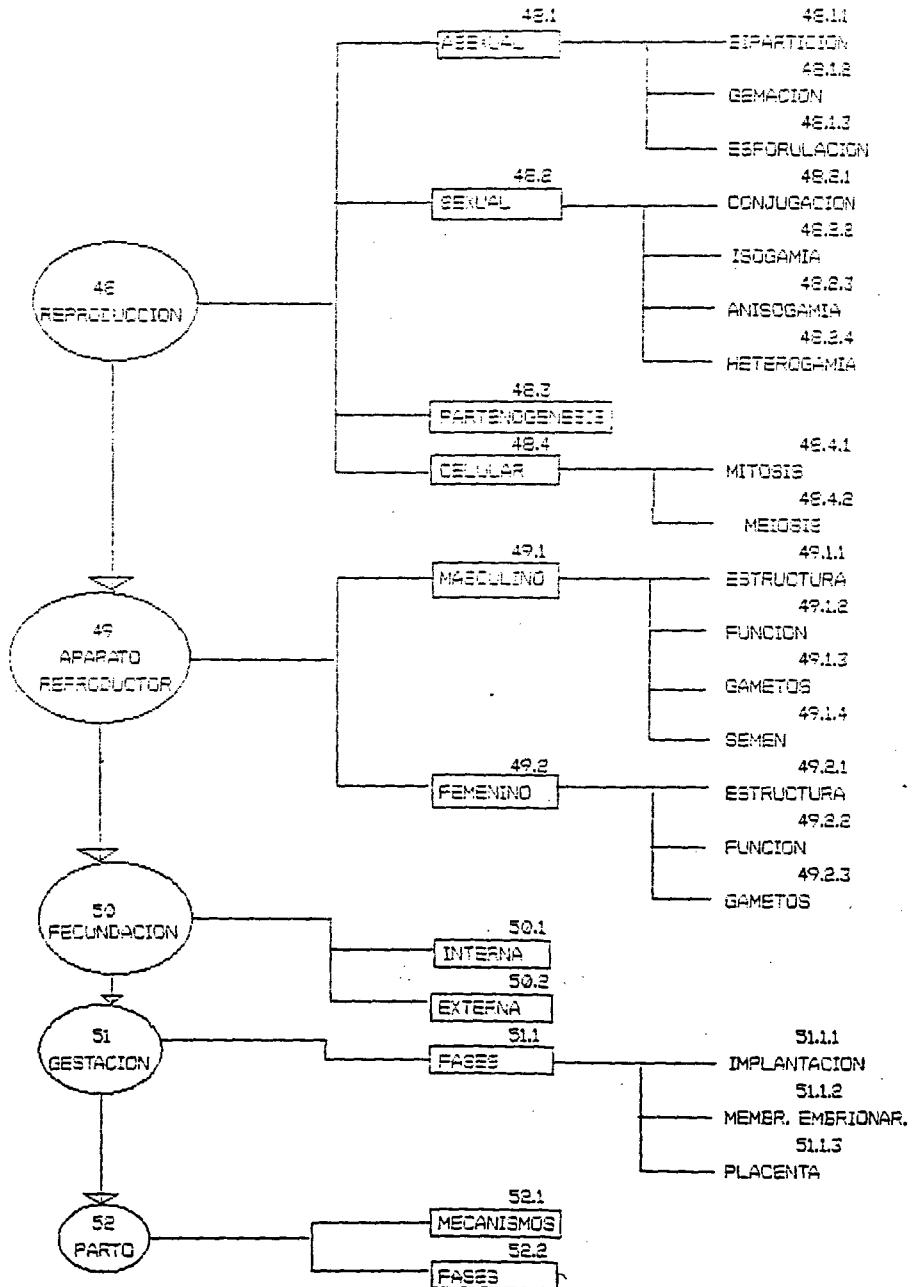 48
REPRODUCCION
48.1
ASEXUAL
48.1.1
BIPARTICION
48.1.2
GEMACION
48.1.3
ESPORULACION
48.2
SEXUAL
48.2.1
CONJUGACION
48.2.2
ISOGAMIA
48.2.3
ANISOGAMIA
48.2.4
HETEROGAMIA
48.3
PARTENOGENESIS
48.4
CELULAR
48.4.1
MITOSIS
48.4.2
MEIOSIS
49
APARATO
REPRODUCTOR
49.1
MASCULINO
49.1.1
ESTRUCTURA
49.1.2
FUNCION
49.1.3
GAMETOS
49.1.4
SEMEN
49.2
FEMENINO
49.2.1
ESTRUCTURA
49.2.2
FUNCION
49.2.3
GAMETOS
50
FECUNDACION
50.1
INTERNA
50.2
EXTERNA
51
GESTACION
51.1
FASES
51.1.1
IMPLANTACION
51.1.2
MEMBR. EMBRIONAR.
51.1.3
PLACENTA
52
PARTO
52.1
MECANISMOS
52.2
FASES